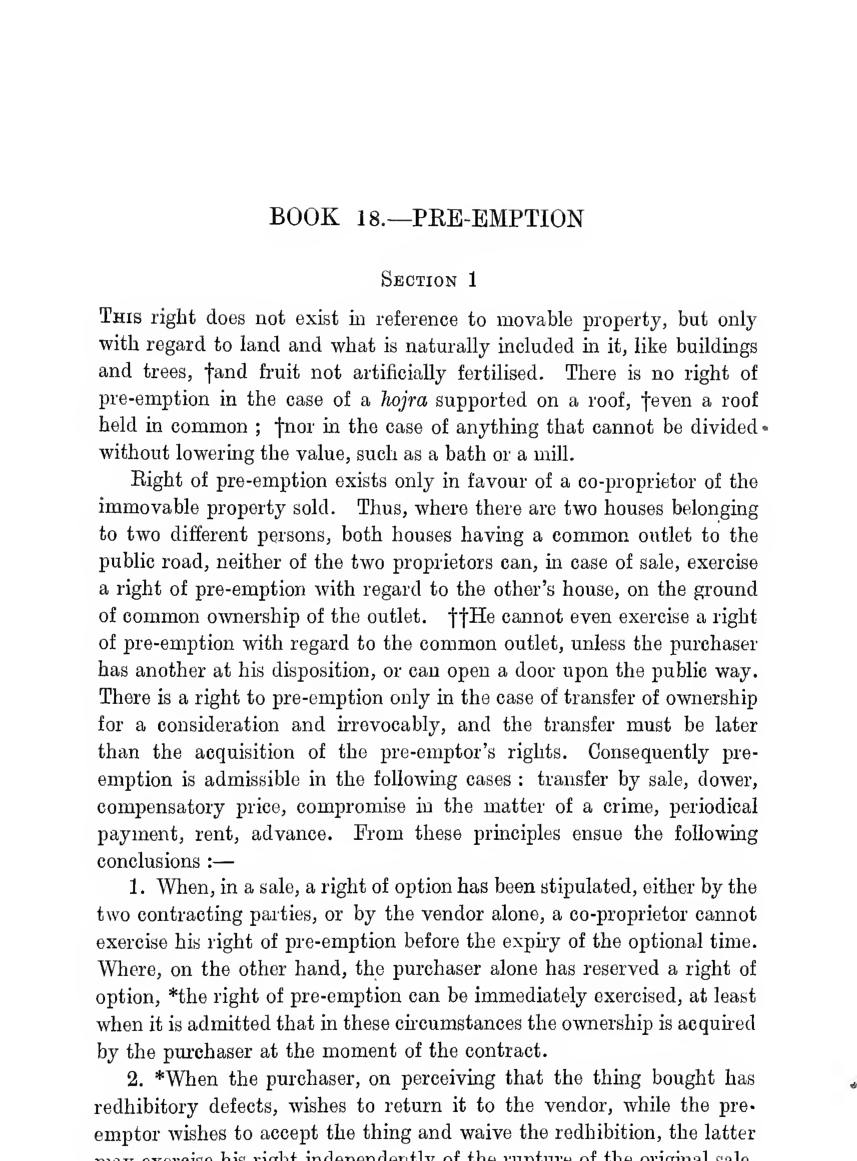 BOOK 18.—PRE-EMPTION
SECTION 1
THIS right does not exist in reference to movable property, but only
with regard to land and what is naturally included in it, like buildings
and trees, †and fruit not artificially fertilised. There is no right of
pre-emption in the case of a hojra supported on a roof, †even a roof
held in common ; †nor in the case of anything that cannot be divided
without lowering the value, such as a bath or a mill.
Right of pre-emption exists only in favour of a co-proprietor of the
immovable property sold. Thus, where there are two houses belonging
to two different persons, both houses having a common outlet to the
public road, neither of the two proprietors can, in case of sale, exercise
a right of pre-emption with regard to the other's house, on the ground
of common ownership of the outlet. ††He cannot even exercise a right
of pre-emption with regard to the common outlet, unless the purchaser
has another at his disposition, or can open a door upon the public way.
There is a right to pre-emption only in the case of transfer of ownership
for a consideration and irrevocably, and the transfer must be later
than the acquisition of the pre-emptor's rights. Consequently pre-
emption is admissible in the following cases : transfer by sale, dower,
compensatory price, compromise in the matter of a crime, periodical
payment, rent, advance. From these principles ensue the following
conclusions :—
1. When, in a sale, a right of option has been stipulated, either by the
two contracting parties, or by the vendor alone, a co-proprietor cannot
exercise his right of pre-emption before the expiry of the optional time.
Where, on the other hand, the purchaser alone has reserved a right of
option, *the right of pre-emption can be immediately exercised, at least
when it is admitted that in these circumstances the ownership is acquired
by the purchaser at the moment of the contract.
2. *When the purchaser, on perceiving that the thing bought has
redhibitory defects, wishes to return it to the vendor, while the pre-
emptor wishes to accept the thing and waive the redhibition, the latter
may exercise his right independently of the rupture of the original sale.